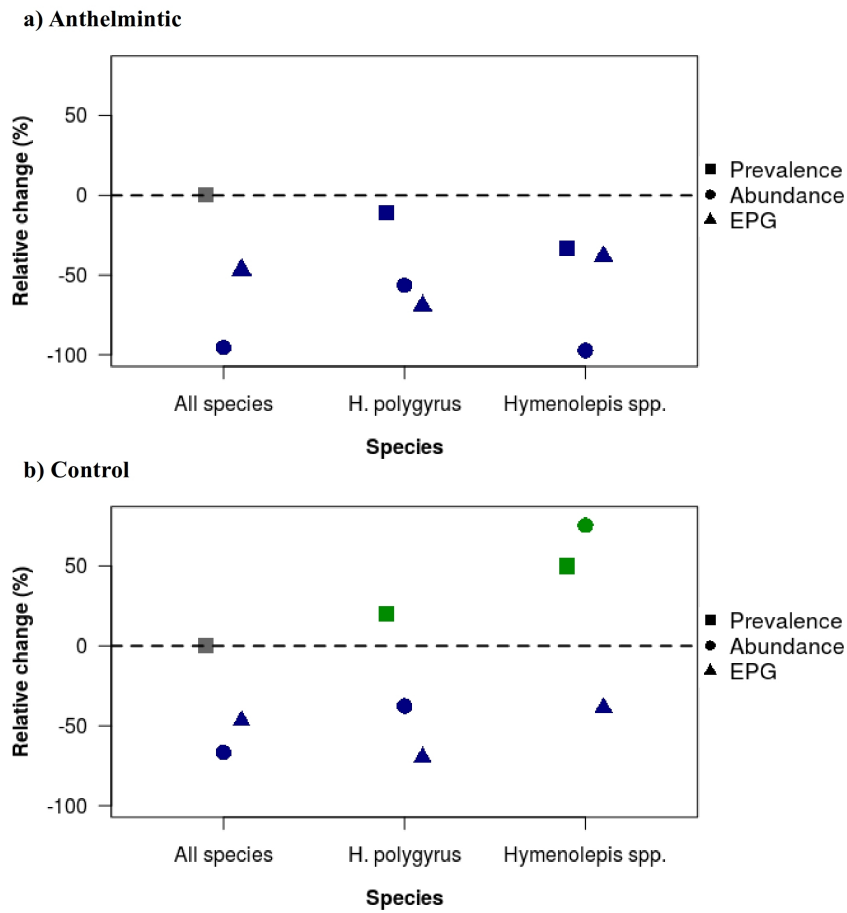 a) Anthelmintic
Relative change (%)
50
0
-50
-100
All species
H. polygyrus
Hymenolepis spp.
Species
Prevalence
Abundance
EPG
b) Control
Relative change (%)
50
0
-50
-100
All species
H. polygyrus
Hymenolepis spp.
Species
Prevalence
Abundance
EPG